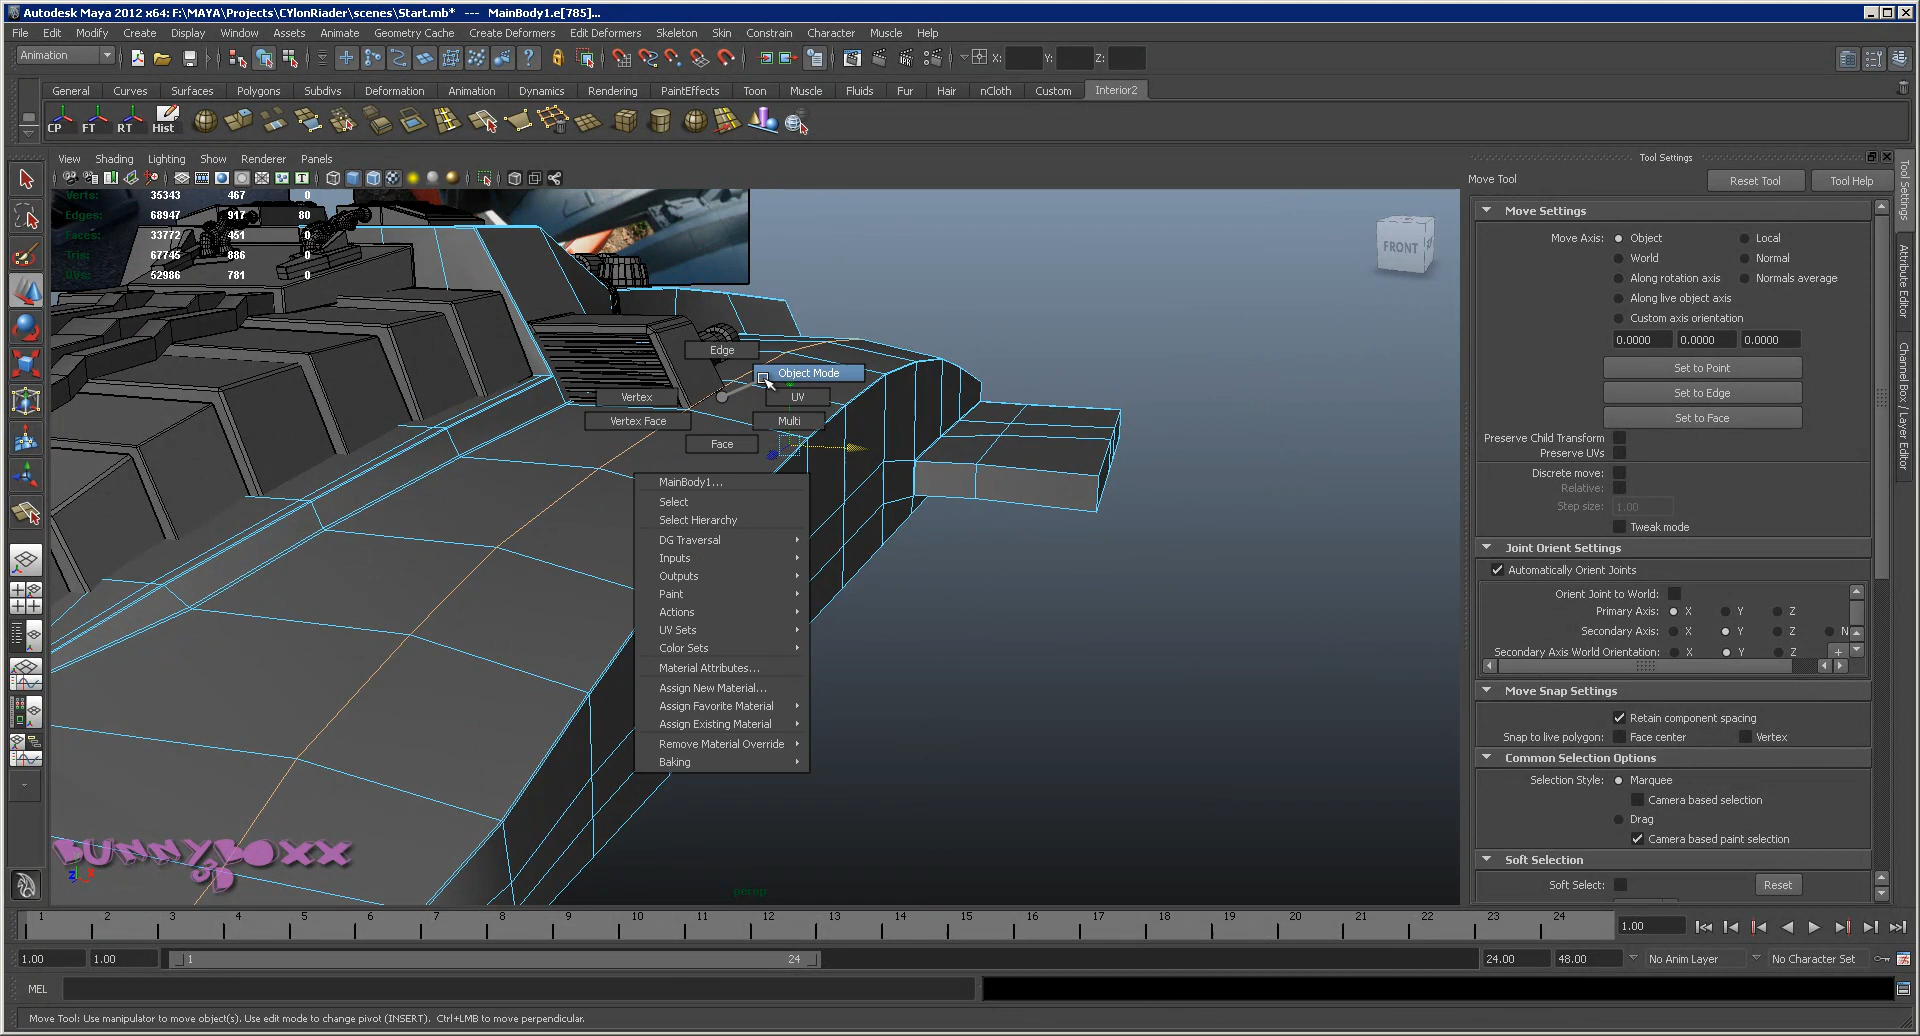 Autodesk Maya 2012 x64: F:\MAYA\Projects\CYlonRiader\scenes\Start.mb* --- MainBody1.e[785]...
File Edit Modify Create Display Window Assets Animate Geometry Cache Create Deformers Edit Deformers Skeleton Skin Constrain Character Muscle Help
Animation X: Y: Z:
General Curves Surfaces Polygons Subdivs Deformation Animation Dynamics Rendering PaintEffects Toon Muscle Fluids Fur Hair nCloth Custom Interior2
CP FT RT Hist
View Shading Lighting Show Renderer Panels
Verts: 35343 467 0
Edges: 68947 917 80
Faces: 33772 451 0
Tris: 67745 886 0
UVs: 52986 781 0
FRONT
Edge
Object Mode
Vertex UV
Vertex Face Multi
Face
MainBody1...
Select
Select Hierarchy
DG Traversal
Inputs
Outputs
Paint
Actions
UV Sets
Color Sets
Material Attributes...
Assign New Material...
Assign Favorite Material
Assign Existing Material
Remove Material Override
Baking
BUNNYBOXX
3D
z x
persp
Tool Settings
Move Tool Reset Tool Tool Help
Move Settings
Move Axis: Object Local
World Normal
Along rotation axis Normals average
Along live object axis
Custom axis orientation
0.0000 0.0000 0.0000
Set to Point
Set to Edge
Set to Face
Preserve Child Transform
Preserve UVs
Discrete move:
Relative:
Step size: 1.00
Tweak mode
Joint Orient Settings
Automatically Orient Joints
Orient Joint to World:
Primary Axis: X Y Z
Secondary Axis: X Y Z N
Secondary Axis World Orientation: X Y Z +
Move Snap Settings
Retain component spacing
Snap to live polygon: Face center Vertex
Common Selection Options
Selection Style: Marquee
Camera based selection
Drag
Camera based paint selection
Soft Selection
Soft Select: Reset
Tool Settings
Attribute Editor
Channel Box / Layer Editor
1 2 3 4 5 6 7 8 9 10 11 12 13 14 15 16 17 18 19 20 21 22 23 24 1.00
1.00 1.00 1 24 24.00 48.00 No Anim Layer No Character Set
MEL
Move Tool: Use manipulator to move object(s). Use edit mode to change pivot (INSERT). Ctrl+LMB to move perpendicular.